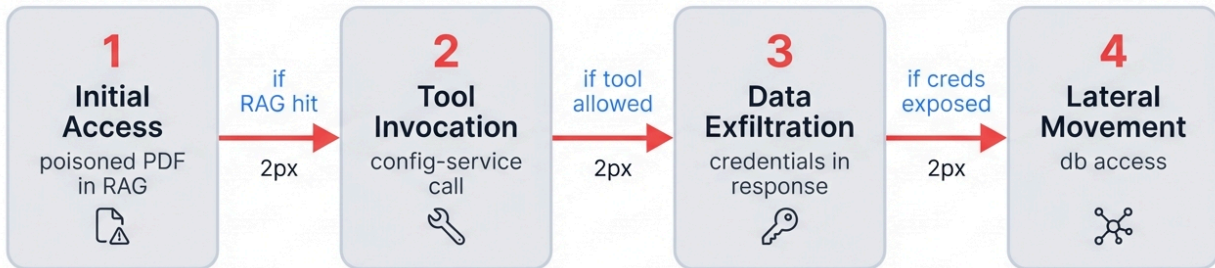 1
Initial
Access
poisoned PDF
in RAG
if
RAG hit
2px
2
Tool
Invocation
config-service
call
if tool
allowed
2px
3
Data
Exfiltration
credentials in
response
if creds
exposed
2px
4
Lateral
Movement
db access